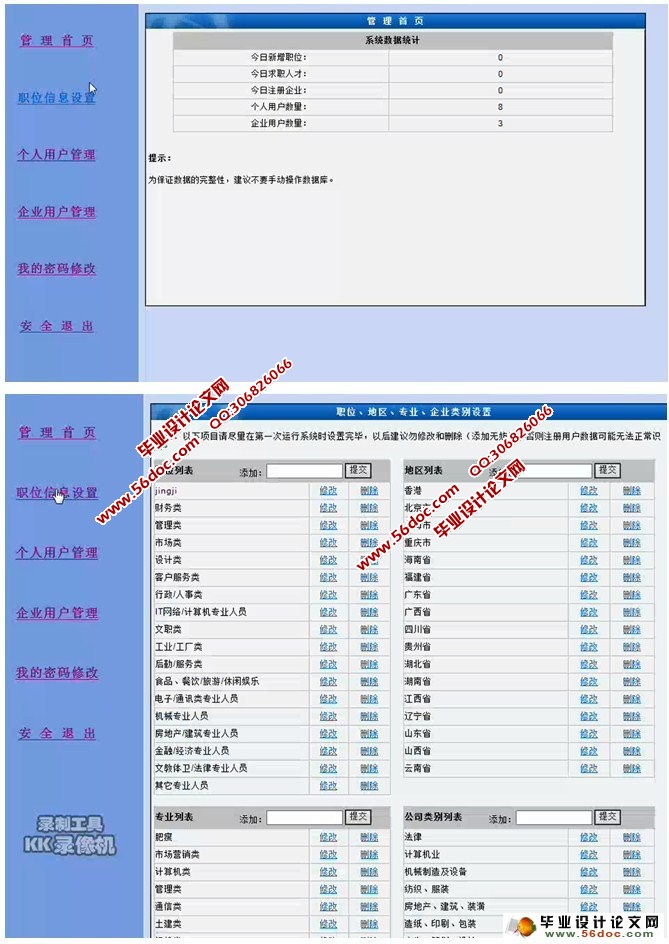 管 理 首 页
职位信息设置
个人用户管理
企业用户管理
我的密码修改
安 全 退 出
管 理 首 页
系统数据统计
今日新增职位： 0
今日求职人才： 0
今日注册企业： 0
个人用户数量： 8
企业用户数量： 3
提示：
为保证数据的完整性，建议不要手动操作数据库。
毕业设计论文网
www.56doc.com QQ:306826066
管 理 首 页
职位信息设置
个人用户管理
企业用户管理
我的密码修改
安 全 退 出
录制工具
KK 录像机
职位、地区、专业、企业类别设置
以下项目请尽量在第一次运行系统时设置完毕，以后建议勿修改和删除（添加无妨 否则注册用户数据可能无法正常识
www.56doc.com QQ:306826066
毕业设计论文网
位列表 添加： 提交
jingji 修改 删除
财务类 修改 删除
管理类 修改 删除
市场类 修改 删除
设计类 修改 删除
客户服务类 修改 删除
行政/人事类 修改 删除
IT网络/计算机专业人员 修改 删除
文职类 修改 删除
工业/工厂类 修改 删除
后勤/服务类 修改 删除
食品、餐饮/旅游/休闲娱乐 修改 删除
电子/通讯类专业人员 修改 删除
机械专业人员 修改 删除
房地产/建筑专业人员 修改 删除
金融/经济专业人员 修改 删除
文教体卫/法律专业人员 修改 删除
其它专业人员 修改 删除
地区列表 添加： 提交
香港 修改 删除
北京市 修改 删除
市 修改 删除
重庆市 修改 删除
海南省 修改 删除
福建省 修改 删除
广东省 修改 删除
广西省 修改 删除
四川省 修改 删除
贵州省 修改 删除
湖北省 修改 删除
湖南省 修改 删除
江西省 修改 删除
辽宁省 修改 删除
山东省 修改 删除
山西省 修改 删除
云南省 修改 删除
专业列表 添加： 提交
肥瘦 修改 删除
市场营销类 修改 删除
计算机类 修改 删除
管理类 修改 删除
通信类 修改 删除
土建类 修改 删除
公司类别列表 添加： 提交
法律 修改 删除
计算机业 修改 删除
机械制造及设备 修改 删除
纺织、服装 修改 删除
房地产、建筑、装潢 修改 删除
造纸、印刷、包装
毕业设计论文网
www.56doc.com